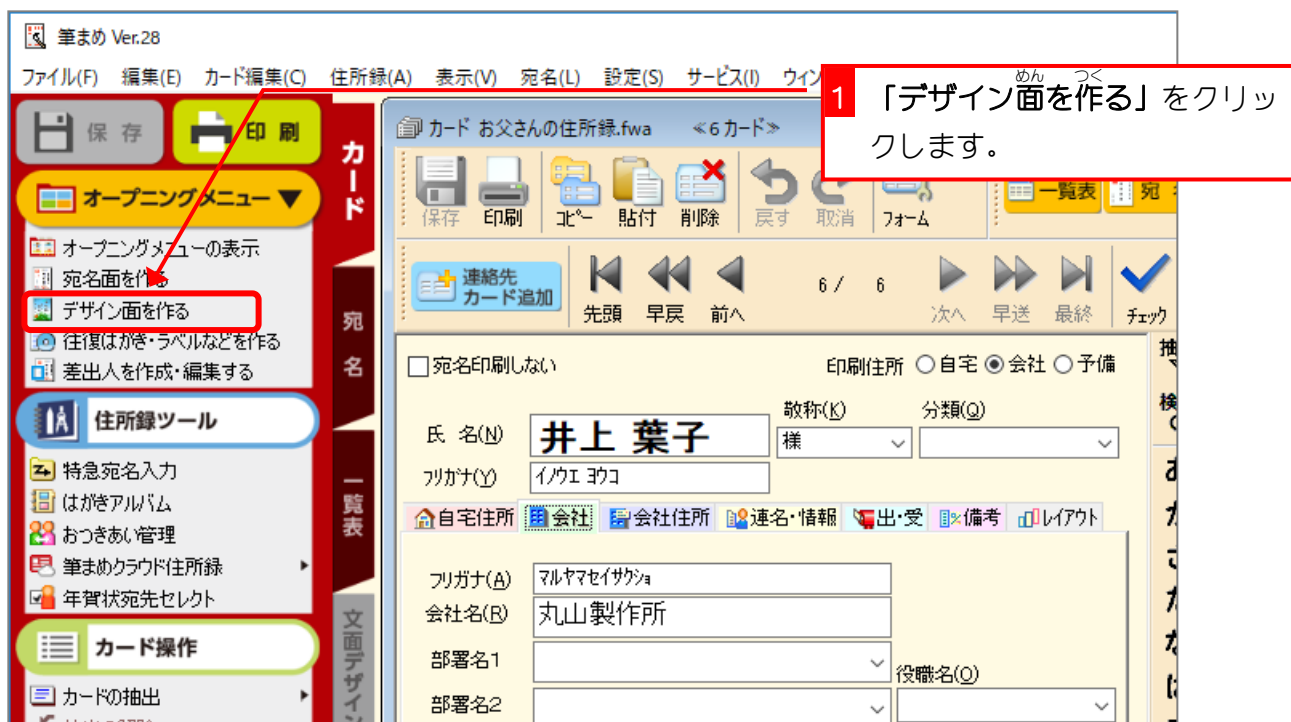 筆まめ Ver.28
ファイル(F) 編集(E) カード編集(C) 住所録(A) 表示(V) 宛名(L) 設定(S) サービス(I)
1 「デザイン面を作る」をクリッ
めん つく
クします。
保存 印刷
オープニングメニュー▼
オープニングメニューの表示
宛名面を作る
デザイン面を作る
往復はがき・ラベルなどを作る
差出人を作成・編集する
住所録ツール
特急宛名入力
はがきアルバム
おつきあい管理
筆まめクラウド住所録
年賀状宛先セレクト
カード操作
カードの抽出
カード
宛名
一覧表
文面デザイン
カード お父さんの住所録.fwa ≪6カード≫
保存 印刷 コピー 貼付 削除 戻す 取消 フォーム
一覧表 宛
連絡先
カード追加
先頭 早戻 前へ 6 / 6 次へ 早送 最終 チェック
宛名印刷しない 印刷住所 自宅 会社 予備
敬称(K) 分類(Q)
氏 名(N) 井上 葉子 様
フリガナ(Y) イノウエ ヨウコ
自宅住所 会社 会社住所 連名・情報 出・受 備考 レイアウト
フリガナ(A) マルヤマセイサクショ
会社名(R) 丸山製作所
部署名1
役職名(O)
部署名2